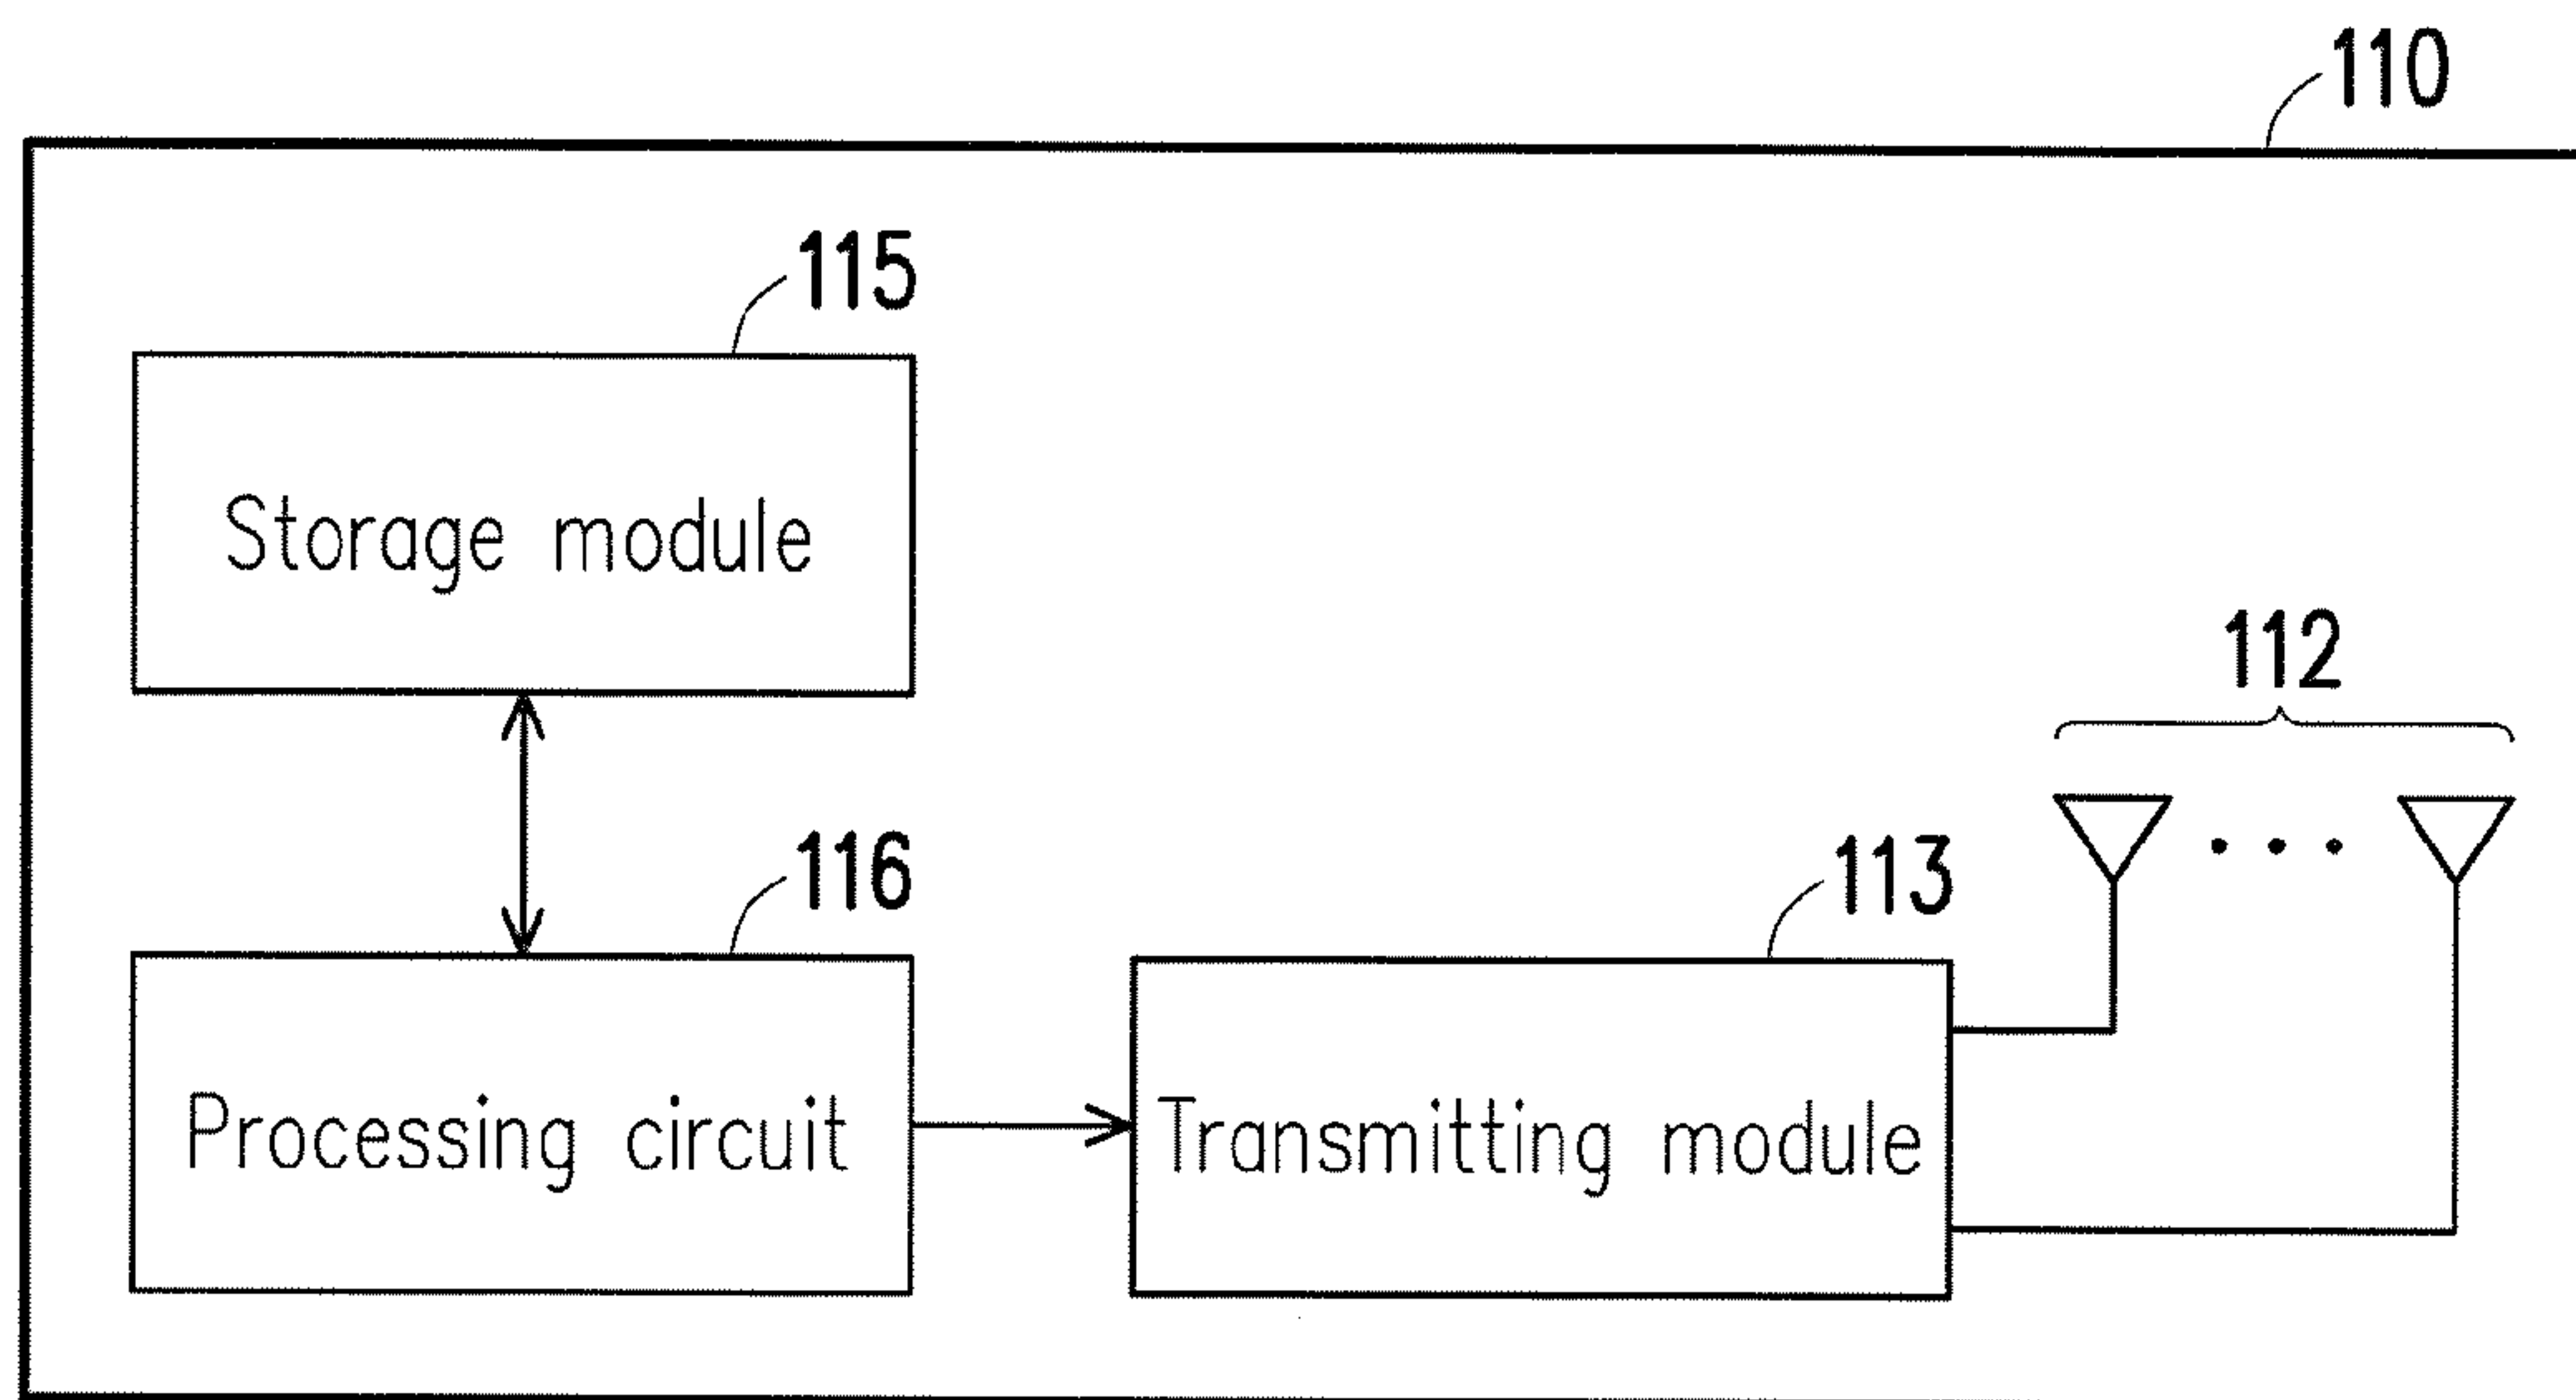 110
115
Storage module
112
116
113
Processing circuit
Transmitting module